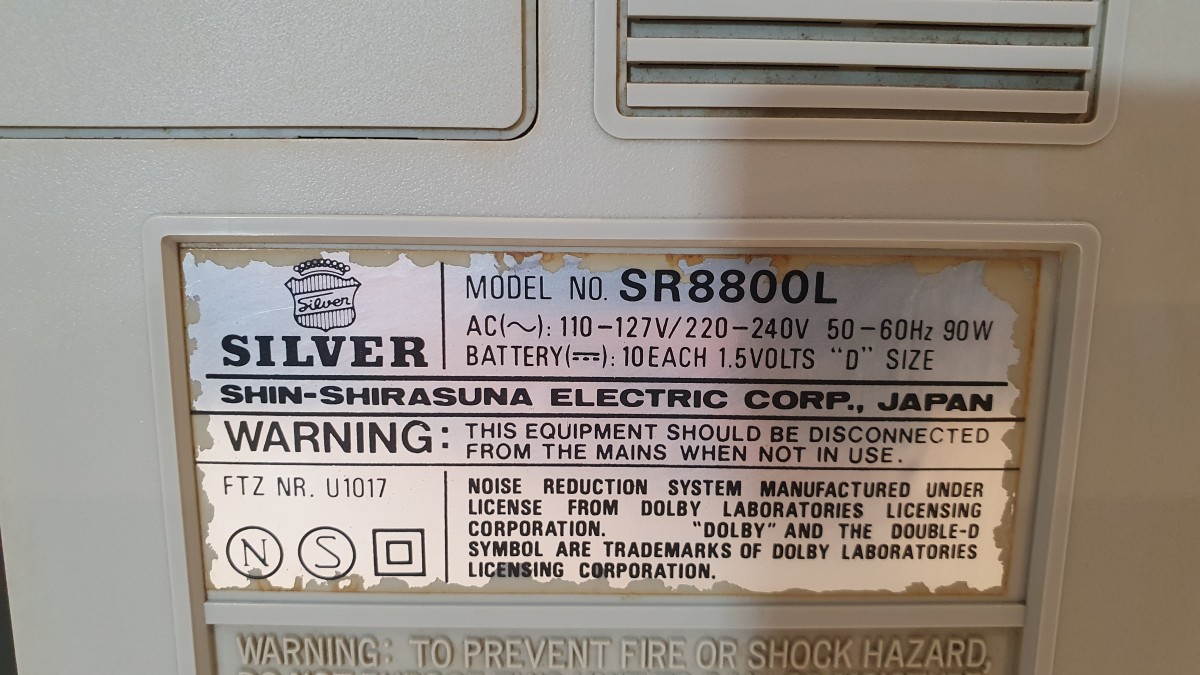 Silver
SILVER
MODEL NO. SR8800L
AC(~): 110-127V/220-240V 50-60Hz 90W
BATTERY(⎓): 10EACH 1.5VOLTS "D" SIZE
SHIN-SHIRASUNA ELECTRIC CORP., JAPAN
WARNING: THIS EQUIPMENT SHOULD BE DISCONNECTED
FROM THE MAINS WHEN NOT IN USE.
FTZ NR. U1017
N S
NOISE REDUCTION SYSTEM MANUFACTURED UNDER
LICENSE FROM DOLBY LABORATORIES LICENSING
CORPORATION. "DOLBY" AND THE DOUBLE-D
SYMBOL ARE TRADEMARKS OF DOLBY LABORATORIES
LICENSING CORPORATION.
WARNING: TO PREVENT FIRE OR SHOCK HAZARD,